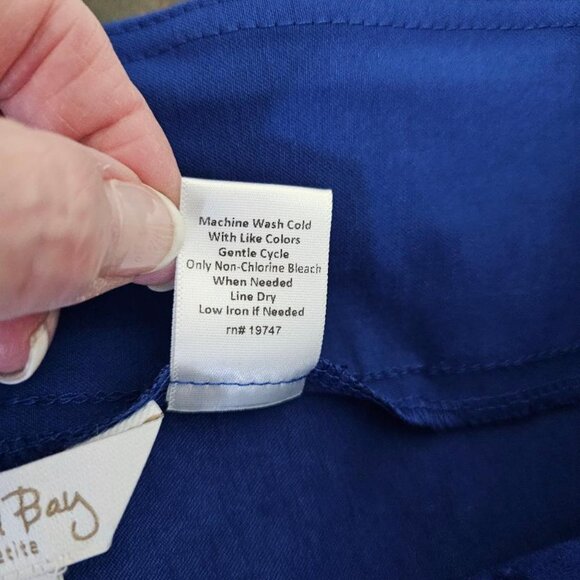 Machine Wash Cold
With Like Colors
Gentle Cycle
Only Non-Chlorine Bleach
When Needed
Line Dry
Low Iron if Needed
rn# 19747
Bay